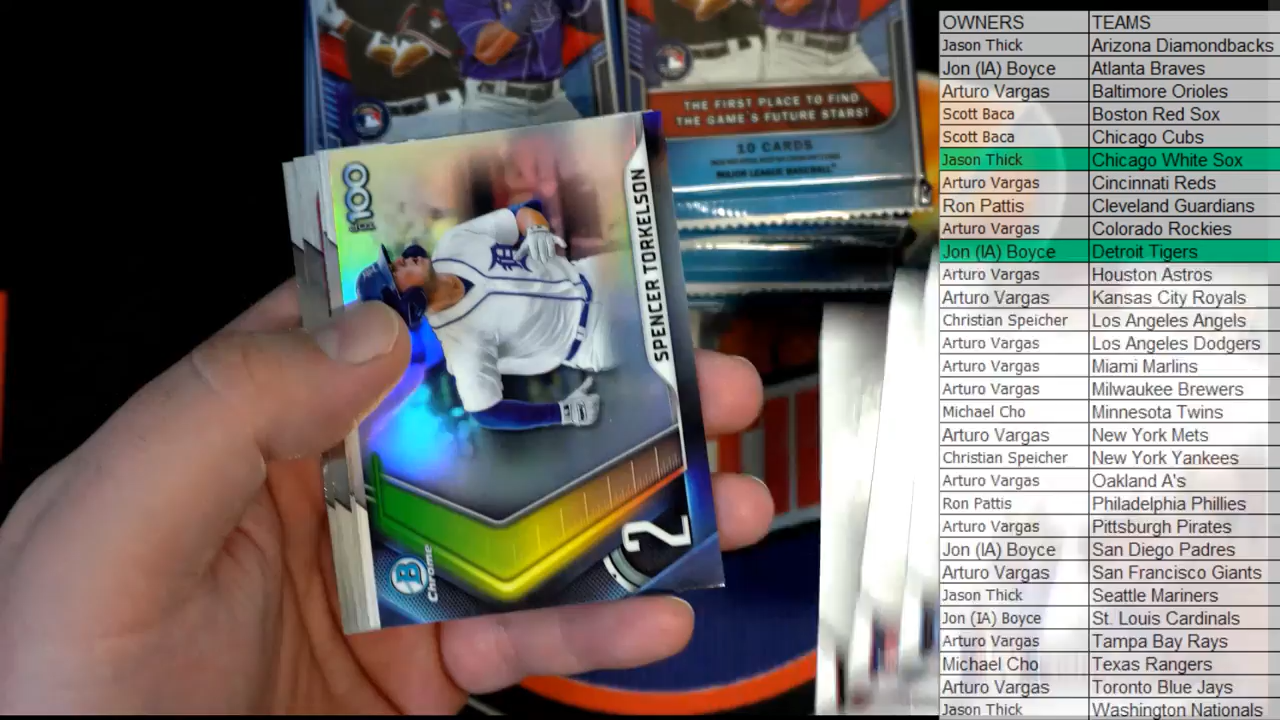 THE FIRST PLACE TO FIND
THE GAME'S FUTURE STARS!
10 CARDS
MAJOR LEAGUE BASEBALL
100
SPENCER TORKELSON
2
B
CHROME
OWNERS TEAMS
Jason Thick Arizona Diamondbacks
Jon (IA) Boyce Atlanta Braves
Arturo Vargas Baltimore Orioles
Scott Baca Boston Red Sox
Scott Baca Chicago Cubs
Jason Thick Chicago White Sox
Arturo Vargas Cincinnati Reds
Ron Pattis Cleveland Guardians
Arturo Vargas Colorado Rockies
Jon (IA) Boyce Detroit Tigers
Arturo Vargas Houston Astros
Arturo Vargas Kansas City Royals
Christian Speicher Los Angeles Angels
Arturo Vargas Los Angeles Dodgers
Arturo Vargas Miami Marlins
Arturo Vargas Milwaukee Brewers
Michael Cho Minnesota Twins
Arturo Vargas New York Mets
Christian Speicher New York Yankees
Arturo Vargas Oakland A's
Ron Pattis Philadelphia Phillies
Arturo Vargas Pittsburgh Pirates
Jon (IA) Boyce San Diego Padres
Arturo Vargas San Francisco Giants
Jason Thick Seattle Mariners
Jon (IA) Boyce St. Louis Cardinals
Arturo Vargas Tampa Bay Rays
Michael Cho Texas Rangers
Arturo Vargas Toronto Blue Jays
Jason Thick Washington Nationals